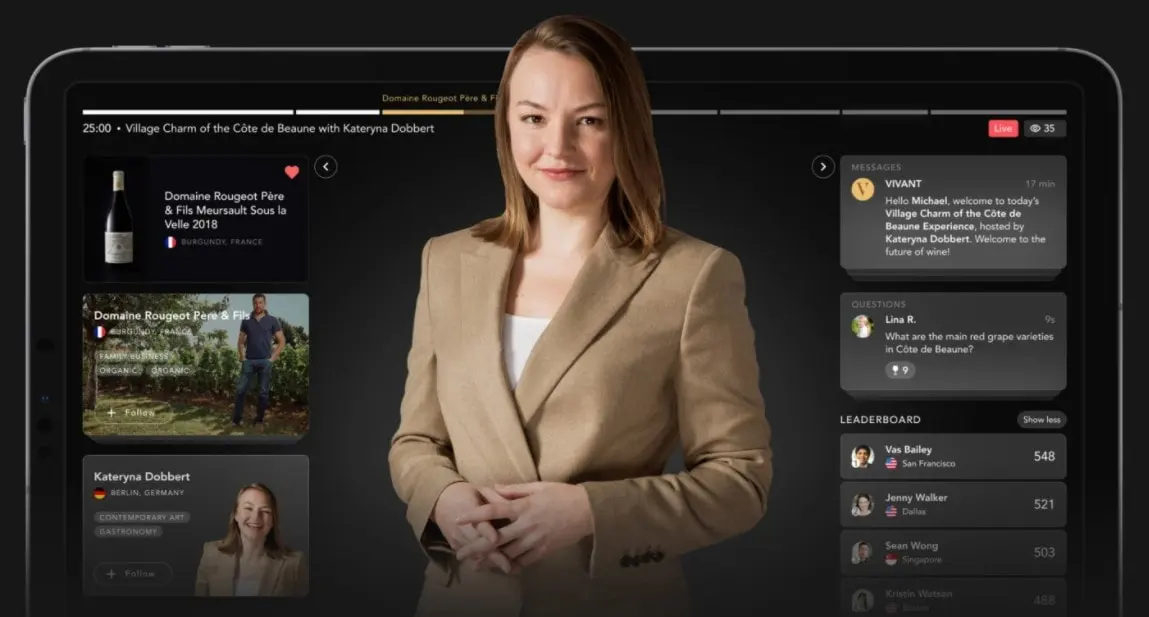 Domaine Rougeot Père & F
25:00 • Village Charm of the Côte de Beaune with Kateryna Dobbert
Live
35
Domaine Rougeot Père
& Fils Meursault Sous la
Velle 2018
BURGUNDY, FRANCE
Domaine Rougeot Père & Fils
BURGUNDY, FRANCE
FAMILY BUSINESS
ORGANIC ORGANIC
+ Follow
Kateryna Dobbert
BERLIN, GERMANY
CONTEMPORARY ART
GASTRONOMY
+ Follow
MESSAGES
V
VIVANT 17 min
Hello Michael, welcome to today's
Village Charm of the Côte de
Beaune Experience, hosted by
Kateryna Dobbert. Welcome to the
future of wine!
QUESTIONS
Lina R. 9s
What are the main red grape varieties
in Côte de Beaune?
9
LEADERBOARD Show less
Vas Bailey
San Francisco
548
Jenny Walker
Dallas
521
Sean Wong
Singapore
503
Kristin Watson
488